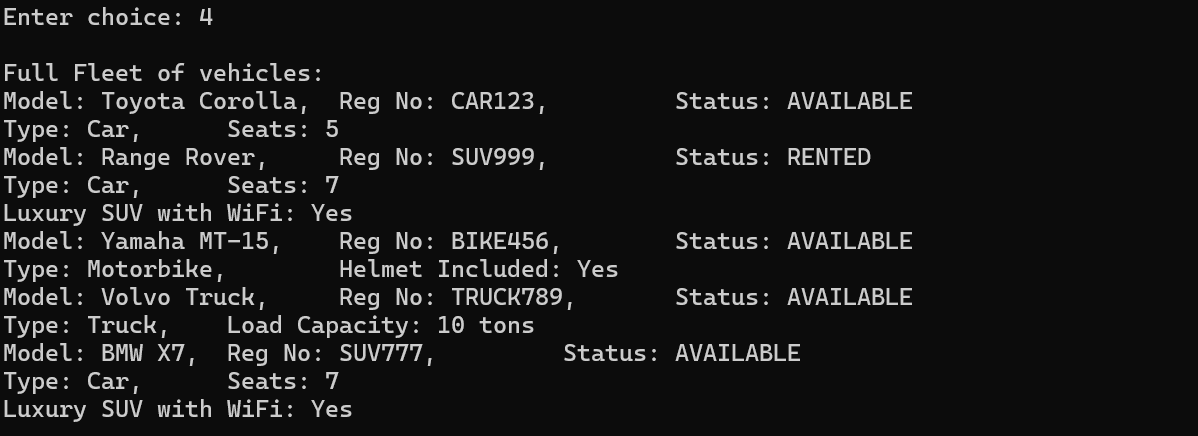 Enter choice: 4
Full Fleet of vehicles:
Model: Toyota Corolla,  Reg No: CAR123,         Status: AVAILABLE
Type: Car,      Seats: 5
Model: Range Rover,     Reg No: SUV999,         Status: RENTED
Type: Car,      Seats: 7
Luxury SUV with WiFi: Yes
Model: Yamaha MT-15,    Reg No: BIKE456,        Status: AVAILABLE
Type: Motorbike,        Helmet Included: Yes
Model: Volvo Truck,     Reg No: TRUCK789,       Status: AVAILABLE
Type: Truck,    Load Capacity: 10 tons
Model: BMW X7,  Reg No: SUV777,         Status: AVAILABLE
Type: Car,      Seats: 7
Luxury SUV with WiFi: Yes